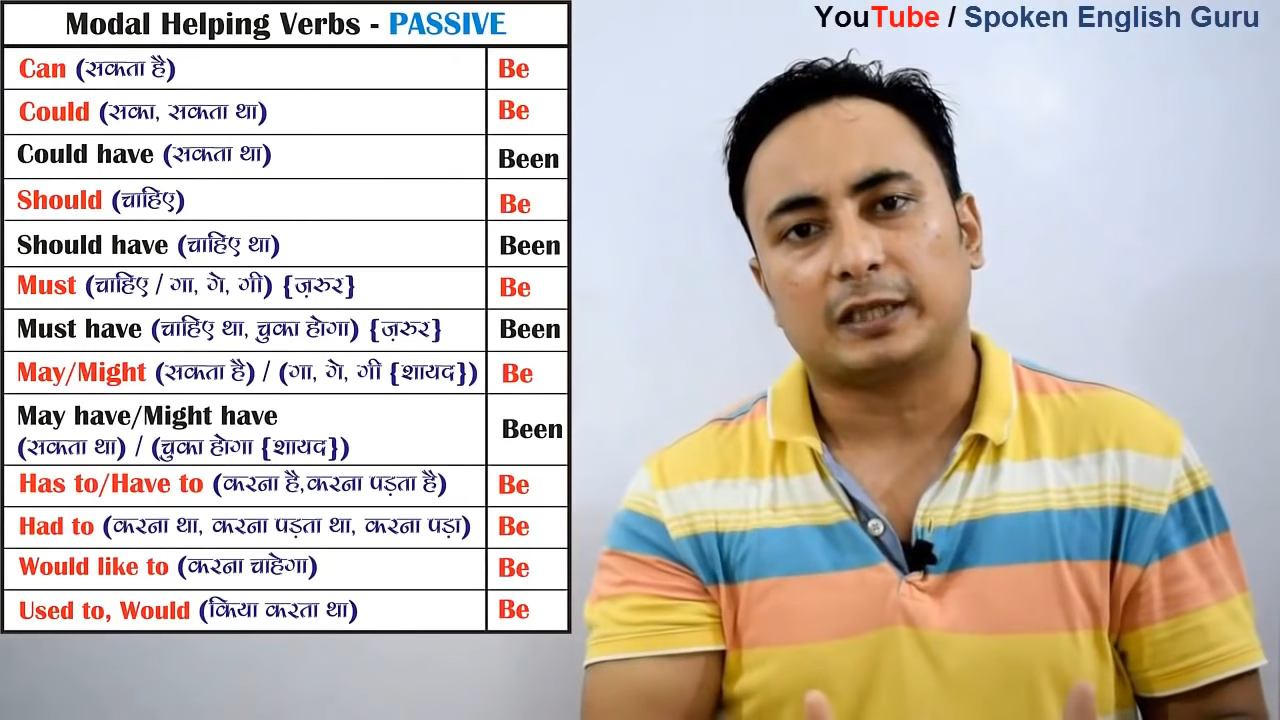 Modal Helping Verbs - PASSIVE
YouTube / Spoken English Guru
Can (सकता है) Be
Could (सका, सकता था) Be
Could have (सकता था) Been
Should (चाहिए) Be
Should have (चाहिए था) Been
Must (चाहिए / गा, गे, गी) {ज़रुर} Be
Must have (चाहिए था, चुका होगा) {ज़रुर} Been
May/Might (सकता है) / (गा, गे, गी {शायद}) Be
May have/Might have
(सकता था) / (चुका होगा {शायद}) Been
Has to/Have to (करना है,करना पड़ता है) Be
Had to (करना था, करना पड़ता था, करना पड़ा) Be
Would like to (करना चाहेगा) Be
Used to, Would (किया करता था) Be